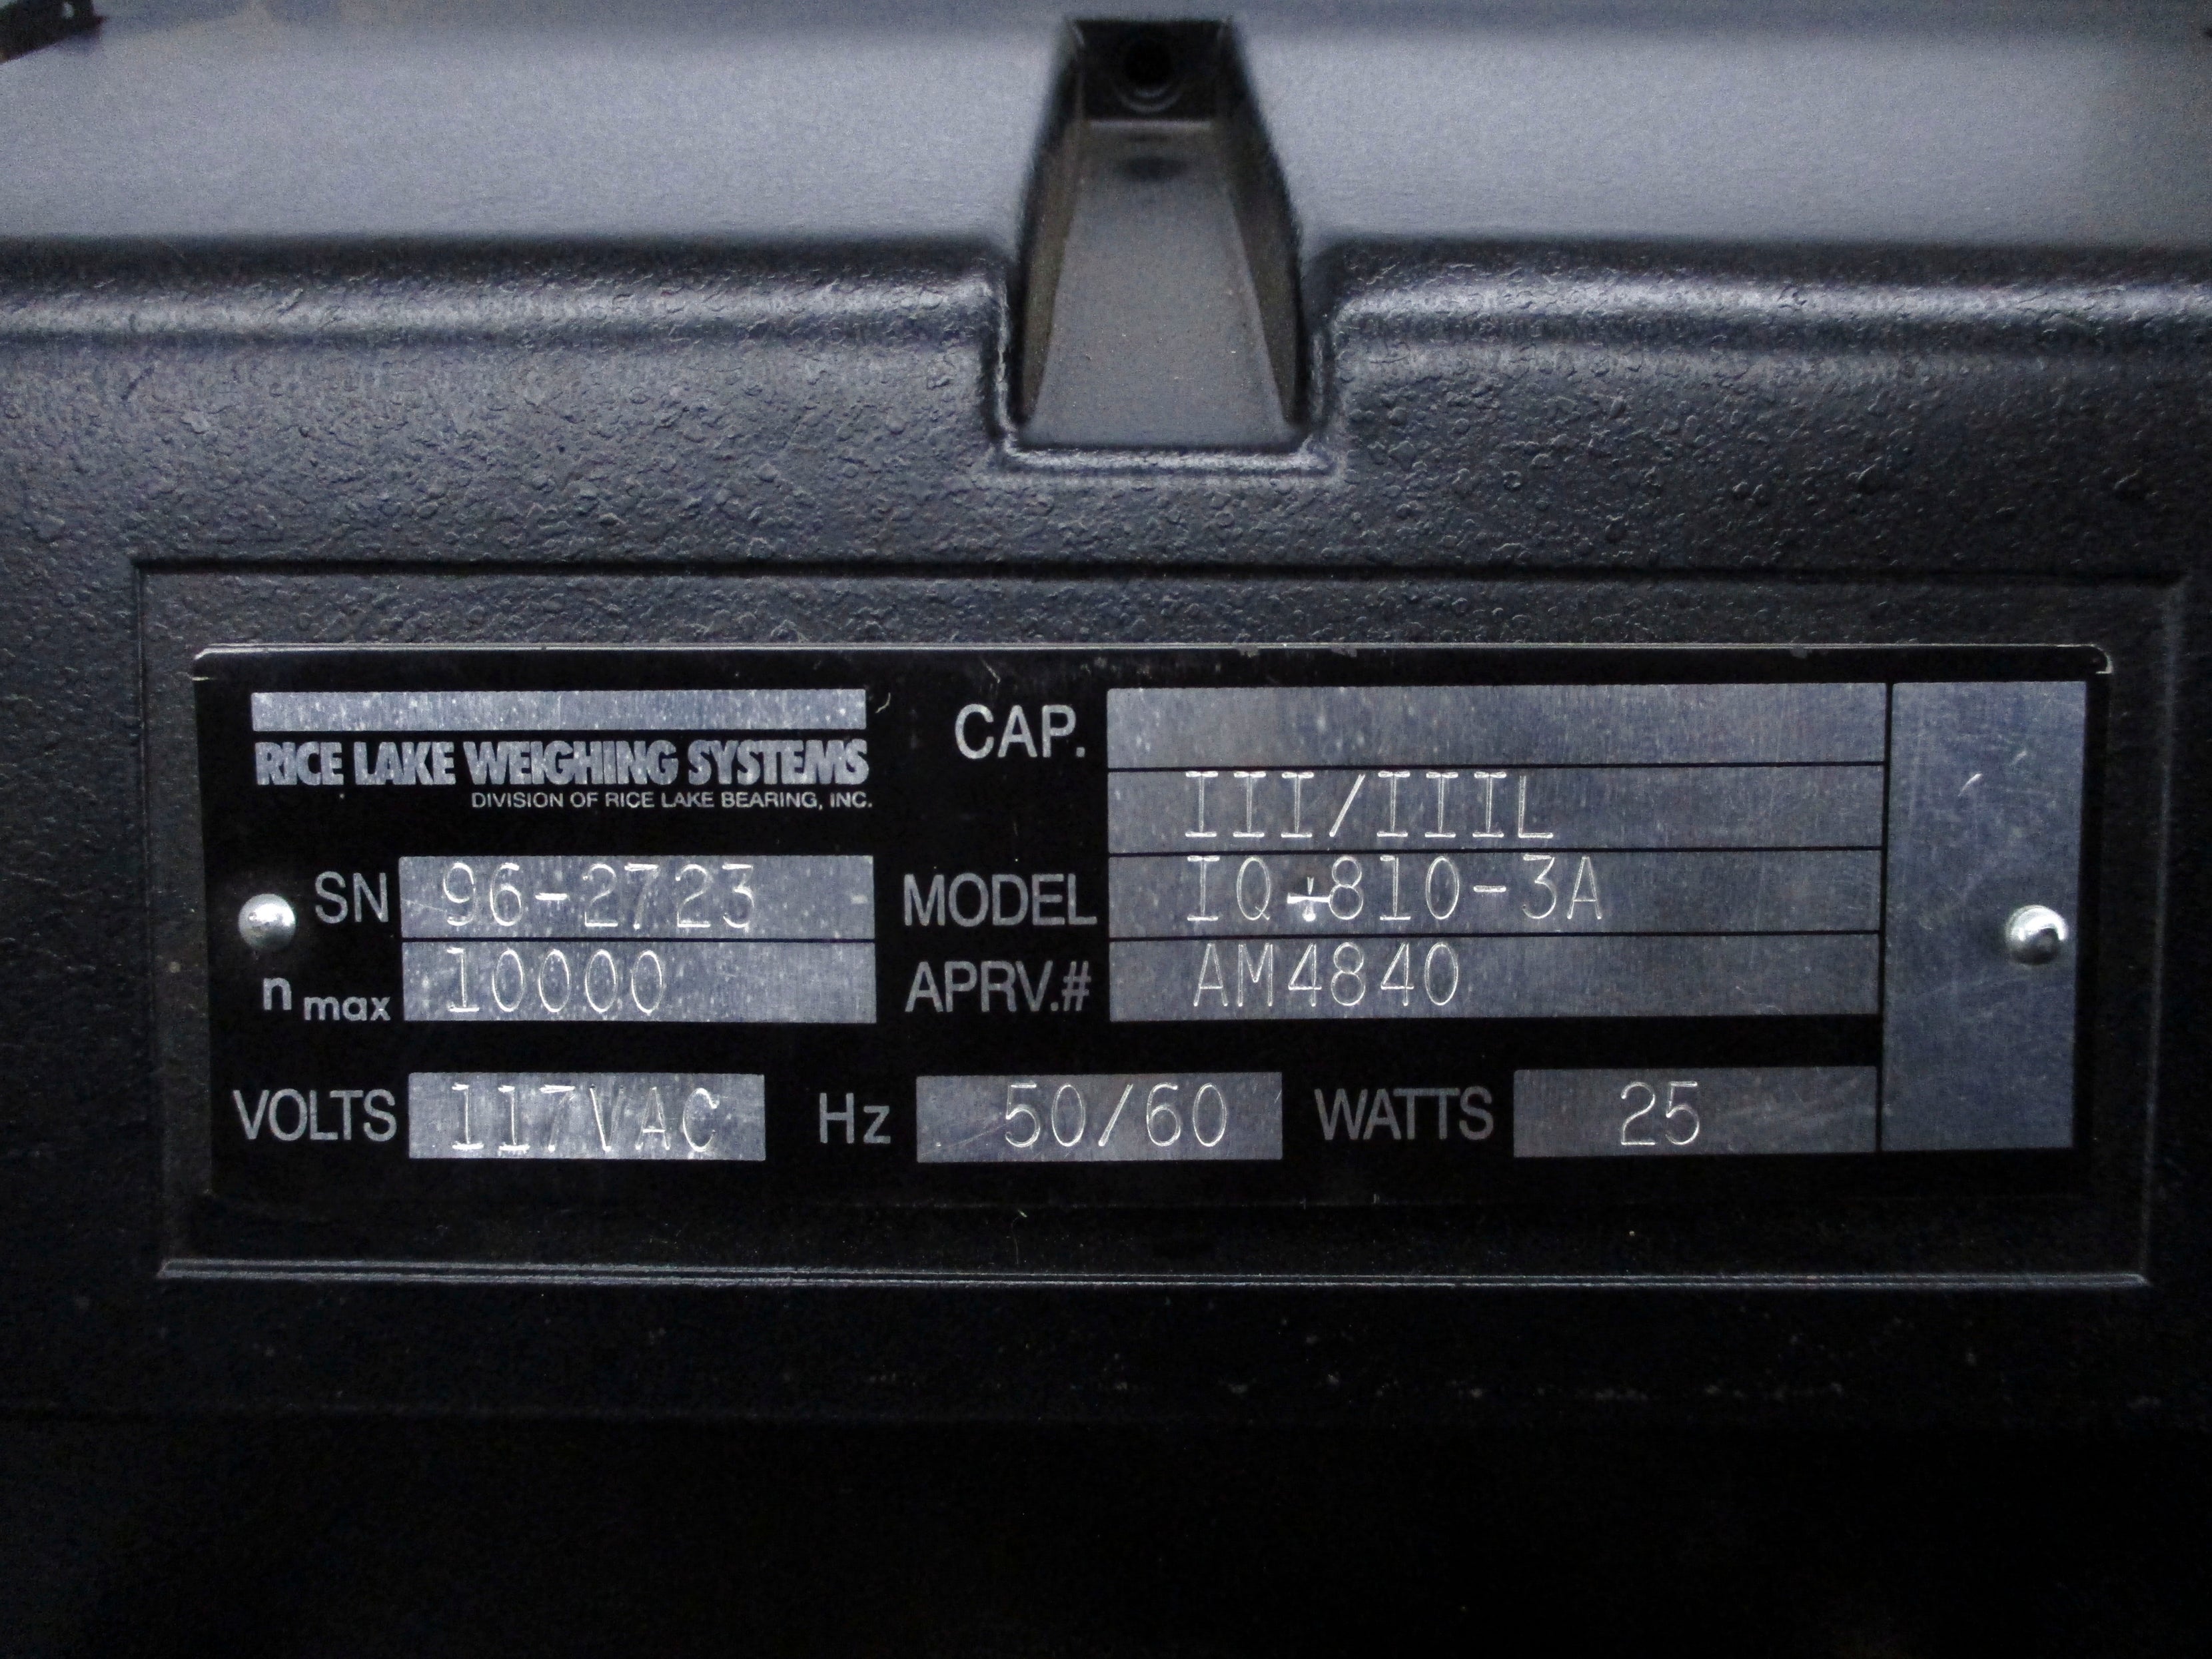 RICE LAKE WEIGHING SYSTEMS
DIVISION OF RICE LAKE BEARING, INC.
CAP.
III/IIIL
SN 96-2723
MODEL IQ+810-3A
n max 10000
APRV.# AM4840
VOLTS 117VAC Hz 50/60 WATTS 25